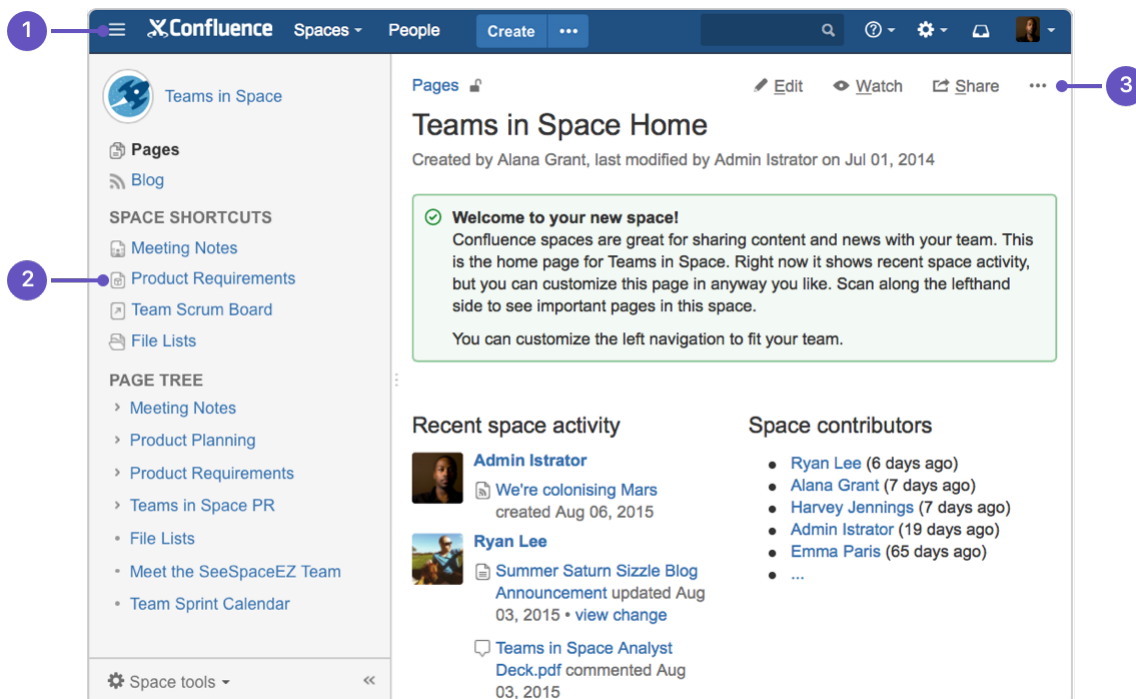 1
Confluence
Spaces
People
Create
•••
Teams in Space
Pages
Blog
SPACE SHORTCUTS
Meeting Notes
2
Product Requirements
Team Scrum Board
File Lists
PAGE TREE
Meeting Notes
Product Planning
Product Requirements
Teams in Space PR
File Lists
Meet the SeeSpaceEZ Team
Team Sprint Calendar
Space tools
Pages
Edit
Watch
Share
•••
3
Teams in Space Home
Created by Alana Grant, last modified by Admin Istrator on Jul 01, 2014
Welcome to your new space!
Confluence spaces are great for sharing content and news with your team. This
is the home page for Teams in Space. Right now it shows recent space activity,
but you can customize this page in anyway you like. Scan along the lefthand
side to see important pages in this space.
You can customize the left navigation to fit your team.
Recent space activity
Admin Istrator
We're colonising Mars
created Aug 06, 2015
Ryan Lee
Summer Saturn Sizzle Blog
Announcement updated Aug
03, 2015 • view change
Teams in Space Analyst
Deck.pdf commented Aug
03, 2015
Space contributors
• Ryan Lee (6 days ago)
• Alana Grant (7 days ago)
• Harvey Jennings (7 days ago)
• Admin Istrator (19 days ago)
• Emma Paris (65 days ago)
• ...